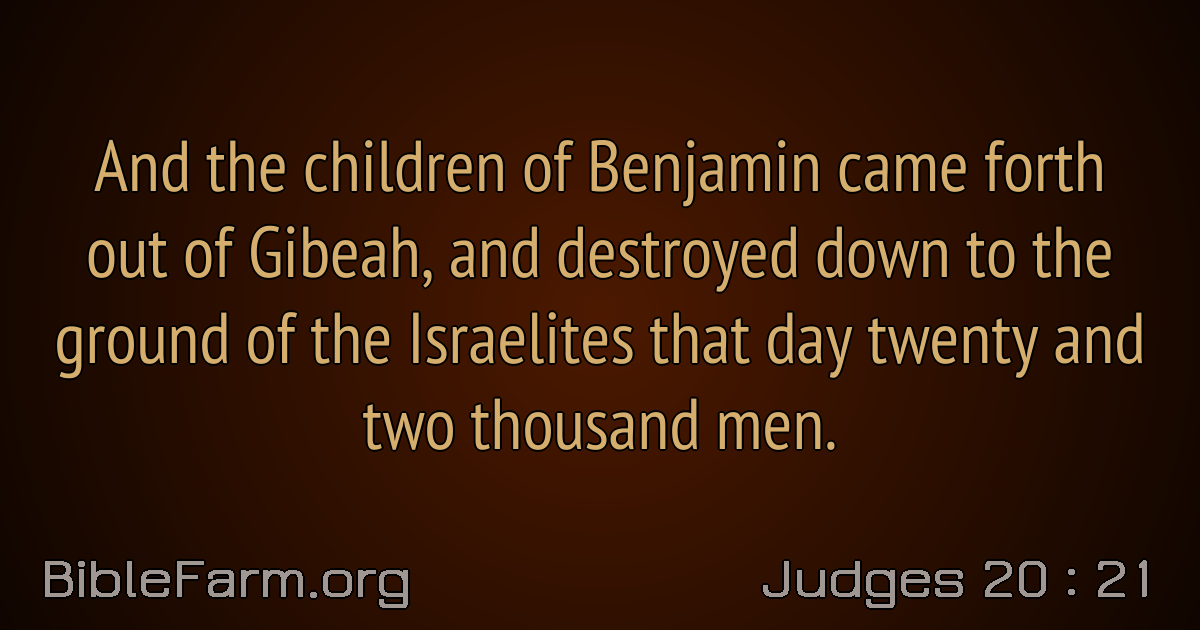 And the children of Benjamin came forth
out of Gibeah, and destroyed down to the
ground of the Israelites that day twenty and
two thousand men.
BibleFarm.org
Judges 20 : 21